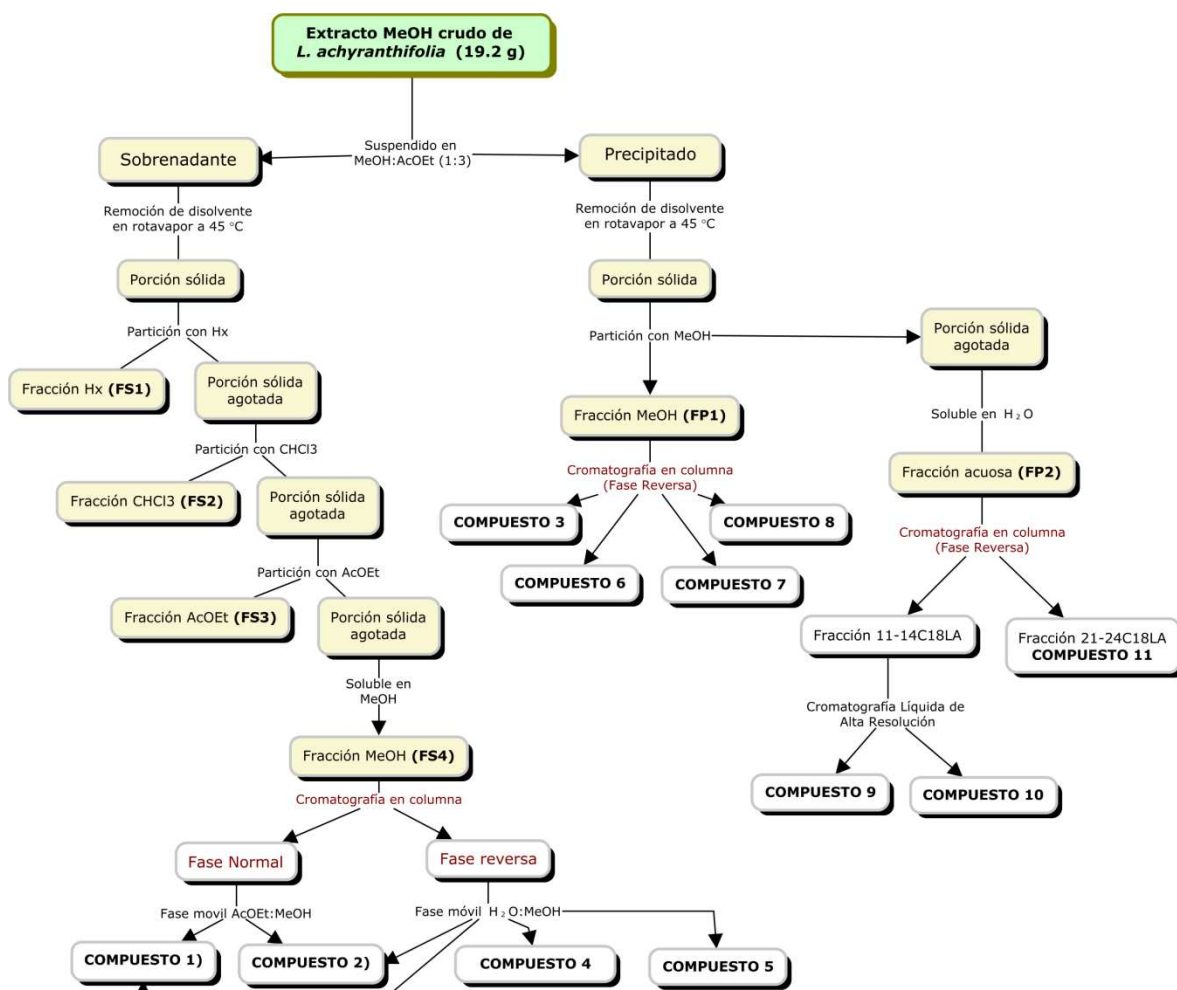 Extracto MeOH crudo de
L. achyranthifolia (19.2 g)
Suspendido en
MeOH:AcOEt (1:3)
Sobrenadante
Precipitado
Remoción de disolvente
en rotavapor a 45 °C
Remoción de disolvente
en rotavapor a 45 °C
Porción sólida
Porción sólida
Partición con Hx
Partición con MeOH
Porción sólida
agotada
Fracción Hx (FS1)
Porción sólida
agotada
Fracción MeOH (FP1)
Soluble en H₂O
Partición con CHCl3
Cromatografía en columna
(Fase Reversa)
Fracción acuosa (FP2)
Fracción CHCl3 (FS2)
Porción sólida
agotada
COMPUESTO 3
COMPUESTO 8
Cromatografía en columna
(Fase Reversa)
Partición con AcOEt
COMPUESTO 6
COMPUESTO 7
Fracción AcOEt (FS3)
Porción sólida
agotada
Fracción 11-14C18LA
Fracción 21-24C18LA
COMPUESTO 11
Soluble en
MeOH
Cromatografía Líquida de
Alta Resolución
Fracción MeOH (FS4)
COMPUESTO 9
COMPUESTO 10
Cromatografía en columna
Fase Normal
Fase reversa
Fase movil AcOEt:MeOH
Fase móvil H₂O:MeOH
COMPUESTO 1)
COMPUESTO 2)
COMPUESTO 4
COMPUESTO 5